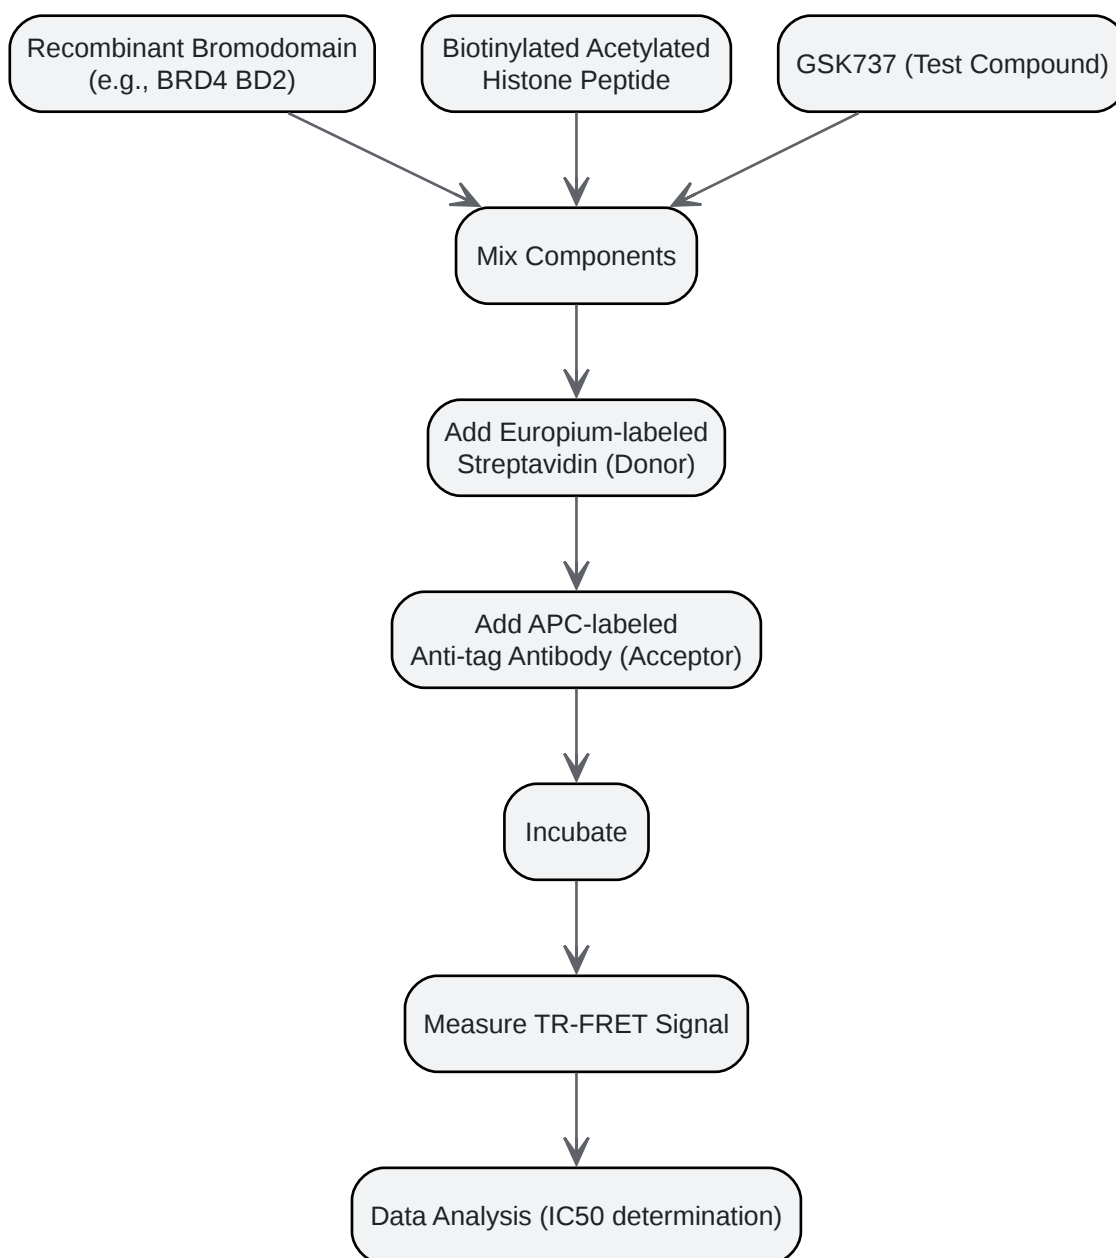 Recombinant Bromodomain
(e.g., BRD4 BD2)
Biotinylated Acetylated
Histone Peptide
GSK737 (Test Compound)
Mix Components
Add Europium-labeled
Streptavidin (Donor)
Add APC-labeled
Anti-tag Antibody (Acceptor)
Incubate
Measure TR-FRET Signal
Data Analysis (IC50 determination)